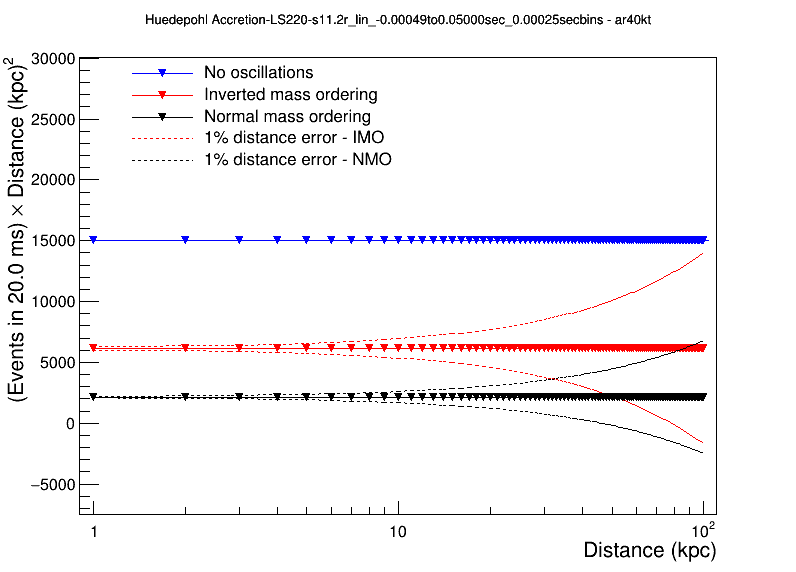 Huedepohl Accretion-LS220-s11.2r_lin_-0.00049to0.05000sec_0.00025secbins - ar40kt
(Events in 20.0 ms) × Distance (kpc)²
30000
25000
20000
15000
10000
5000
0
−5000
No oscillations
Inverted mass ordering
Normal mass ordering
1% distance error - IMO
1% distance error - NMO
1
10
10²
Distance (kpc)